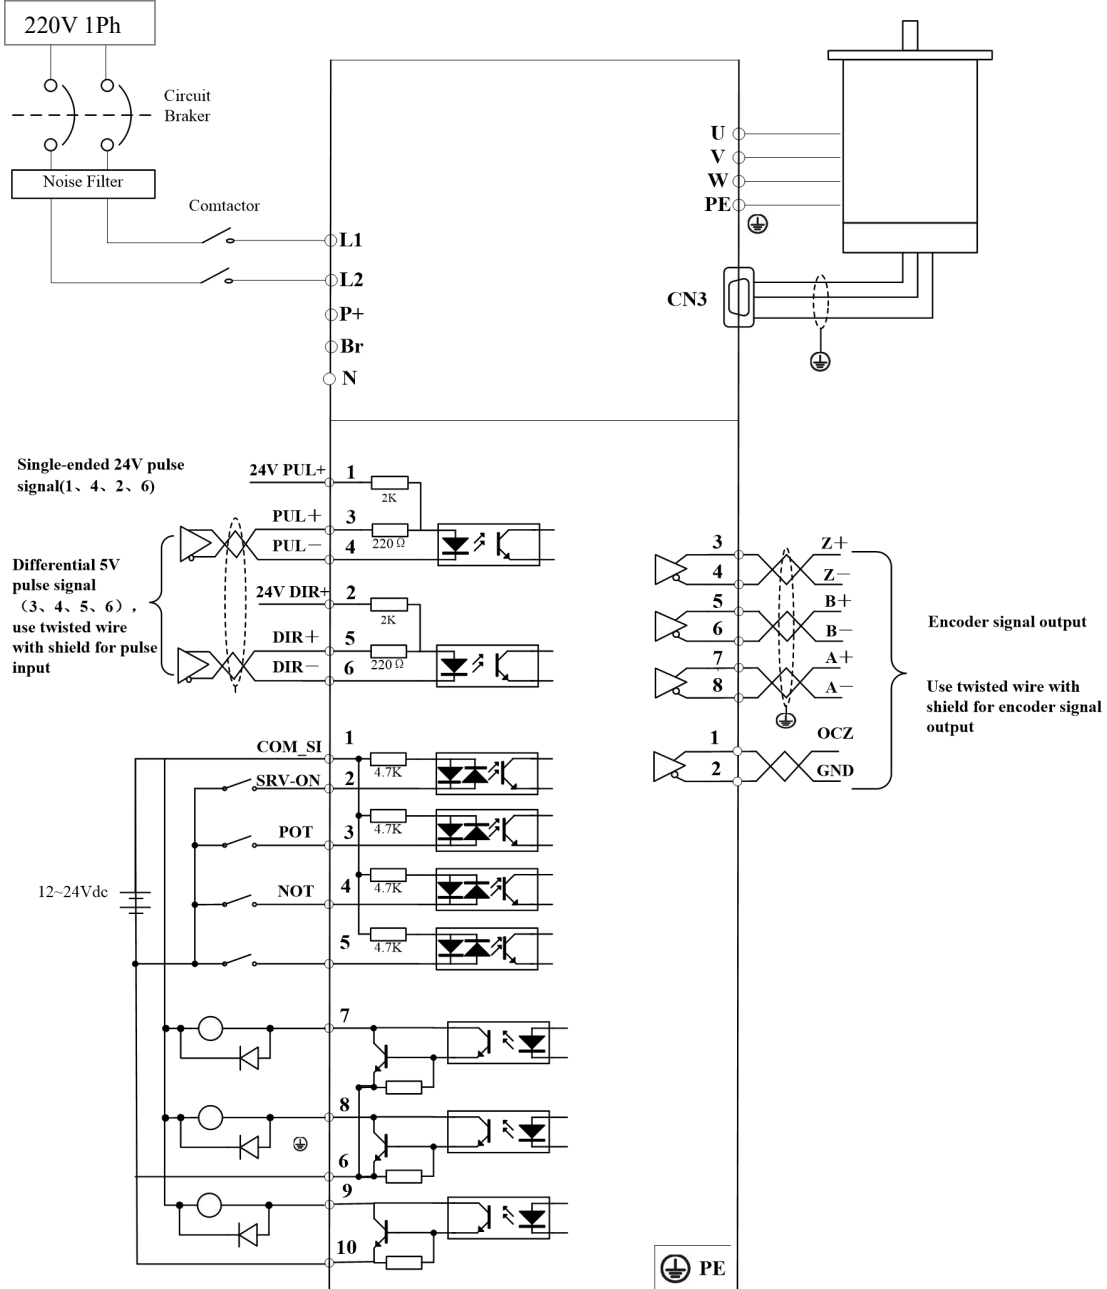 220V 1Ph
Circuit
Braker
Noise Filter
Comtactor
L1
L2
P+
Br
N
U
V
W
PE
CN3
Single-ended 24V pulse
signal(1、4、2、6)
24V PUL+
1
2K
PUL+
3
220Ω
PUL-
4
Differential 5V
pulse signal
（3、4、5、6），
use twisted wire
with shield for pulse
input
24V DIR+
2
2K
DIR+
5
220Ω
DIR-
6
COM_SI
1
4.7K
SRV-ON
2
POT
3
4.7K
NOT
4
4.7K
5
4.7K
12~24Vdc
7
8
6
9
10
3
Z+
4
Z-
5
B+
6
B-
7
A+
8
A-
1
OCZ
2
GND
Encoder signal output
Use twisted wire with
shield for encoder signal
output
PE